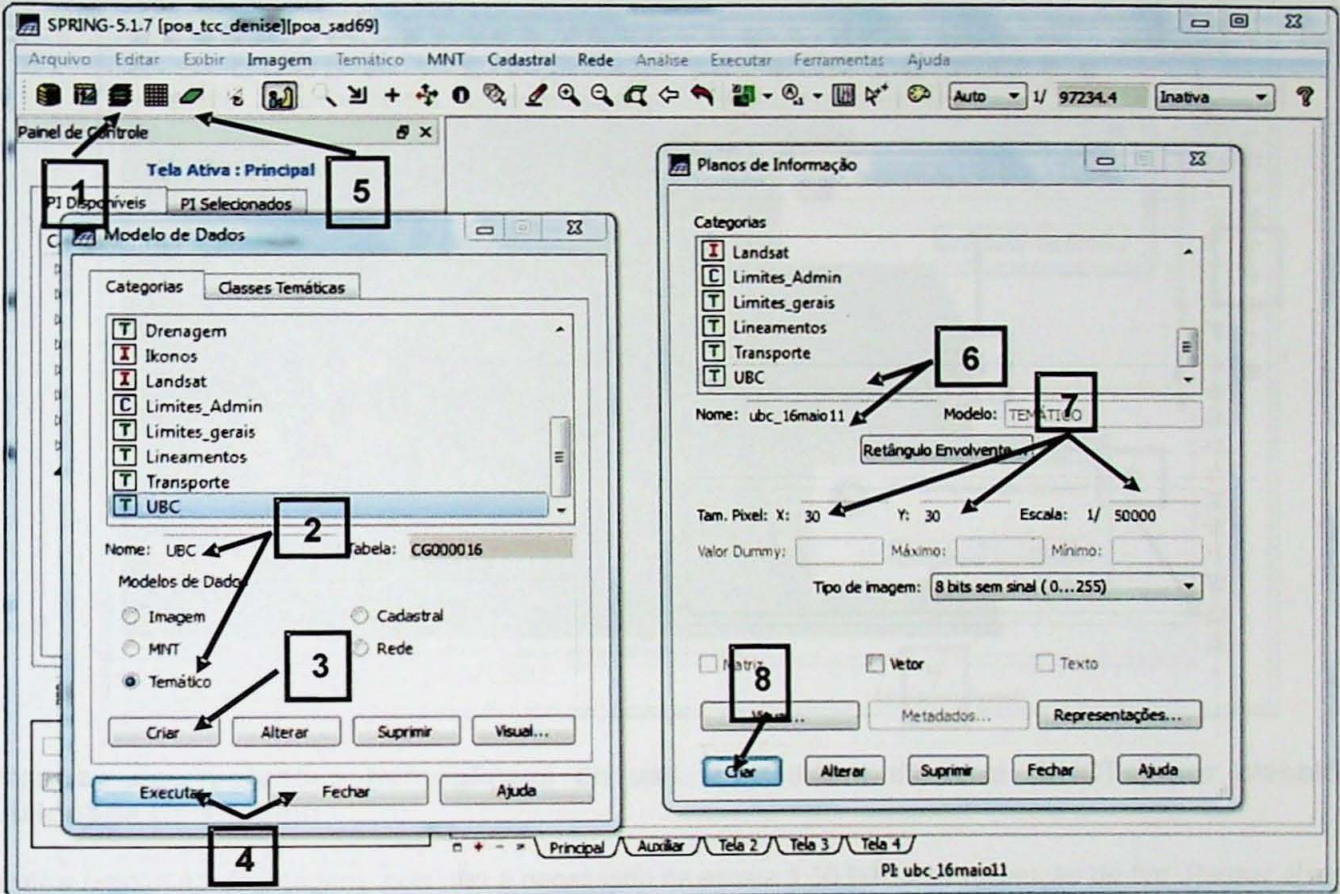 SPRING-5.1.7 [poa_tcc_denise][poa_sad69]
Arquivo Editar Exibir Imagem Temático MNT Cadastral Rede Análise Executar Ferramentas Ajuda
Auto 1/ 97234.4 Inativa
Painel de Controle
Tela Ativa : Principal
1
5
PI Disponíveis PI Selecionados
Modelo de Dados
Categorias Classes Temáticas
T Drenagem
I Ikonos
I Landsat
C Limites_Admin
T Limites_gerais
T Lineamentos
T Transporte
T UBC
2
Nome: UBC Tabela: CG000016
Modelos de Dados
Imagem Cadastral
MNT Rede
Temático
3
Criar Alterar Suprimir Visual...
Executar Fechar Ajuda
4
Planos de Informação
Categorias
I Landsat
C Limites_Admin
T Limites_gerais
T Lineamentos
T Transporte
T UBC
6
7
Nome: ubc_16maio11 Modelo: TEMÁTICO
Retângulo Envolvente...
Tam. Pixel: X: 30 Y: 30 Escala: 1/ 50000
Valor Dummy: Máximo: Mínimo:
Tipo de imagem: 8 bits sem sinal ( 0...255)
Matriz Vetor Texto
8
Visual... Metadados... Representações...
Criar Alterar Suprimir Fechar Ajuda
Principal Auxiliar Tela 2 Tela 3 Tela 4
PI: ubc_16maio11